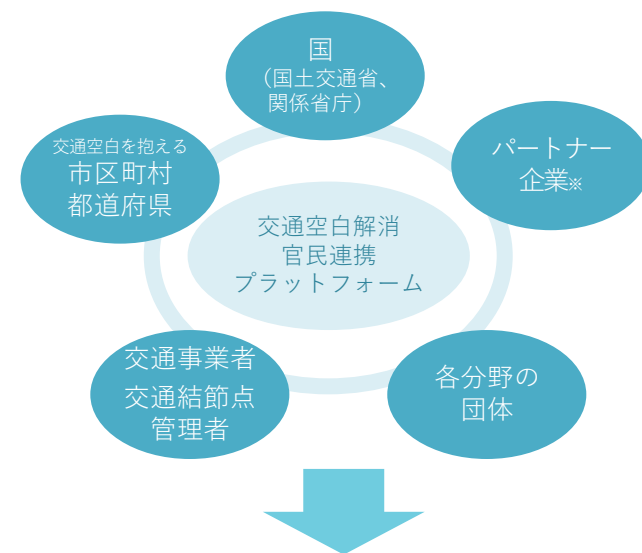 国
（国土交通省、
関係省庁）
パートナー
企業※
交通空白を抱える
市区町村
都道府県
交通空白解消
官民連携
プラットフォーム
交通事業者
交通結節点
管理者
各分野の
団体